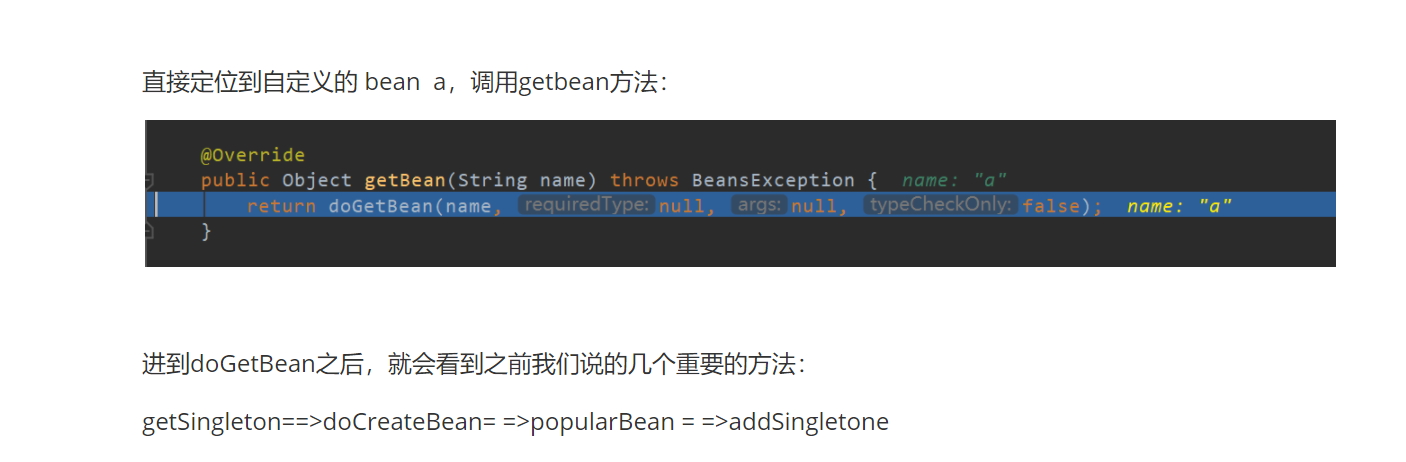 直接定位到自定义的 bean  a，调用getbean方法：
@Override
public Object getBean(String name) throws BeansException {  name: "a"
return doGetBean(name, requiredType: null, args: null, typeCheckOnly: false);  name: "a"
}
进到doGetBean之后，就会看到之前我们说的几个重要的方法：
getSingleton==>doCreateBean= =>popularBean = =>addSingletone